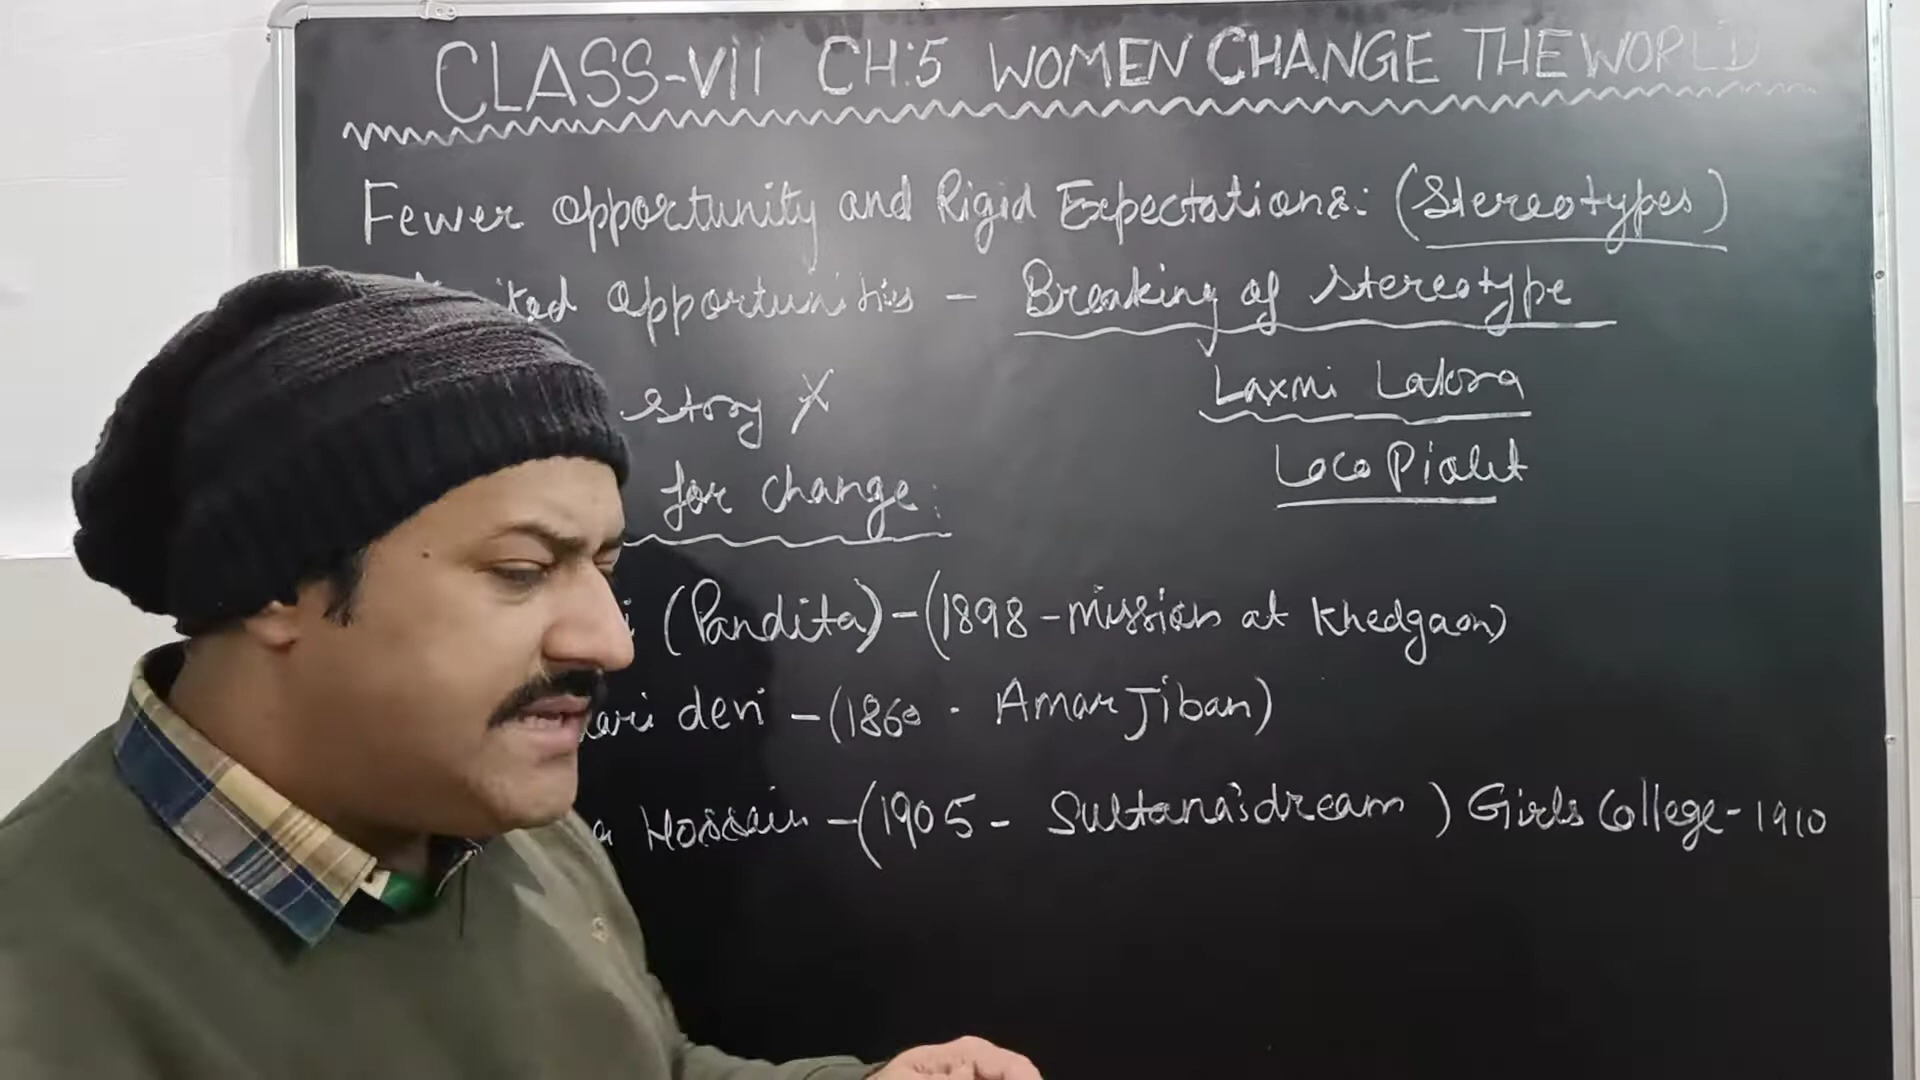 CLASS-VII CH:5 WOMEN CHANGE THE WORLD
Fewer opportunity and Rigid Expectations: (Stereotypes)
opportunities - Breaking of stereotype
story X Laxmi Lakra
for change: Loco Pialet
(Pandita) - (1898 - mission at Khedgaon)
devi - (1860 - Amar Jiban)
Hossain - (1905 - Sultana's dream) Girls College - 1910